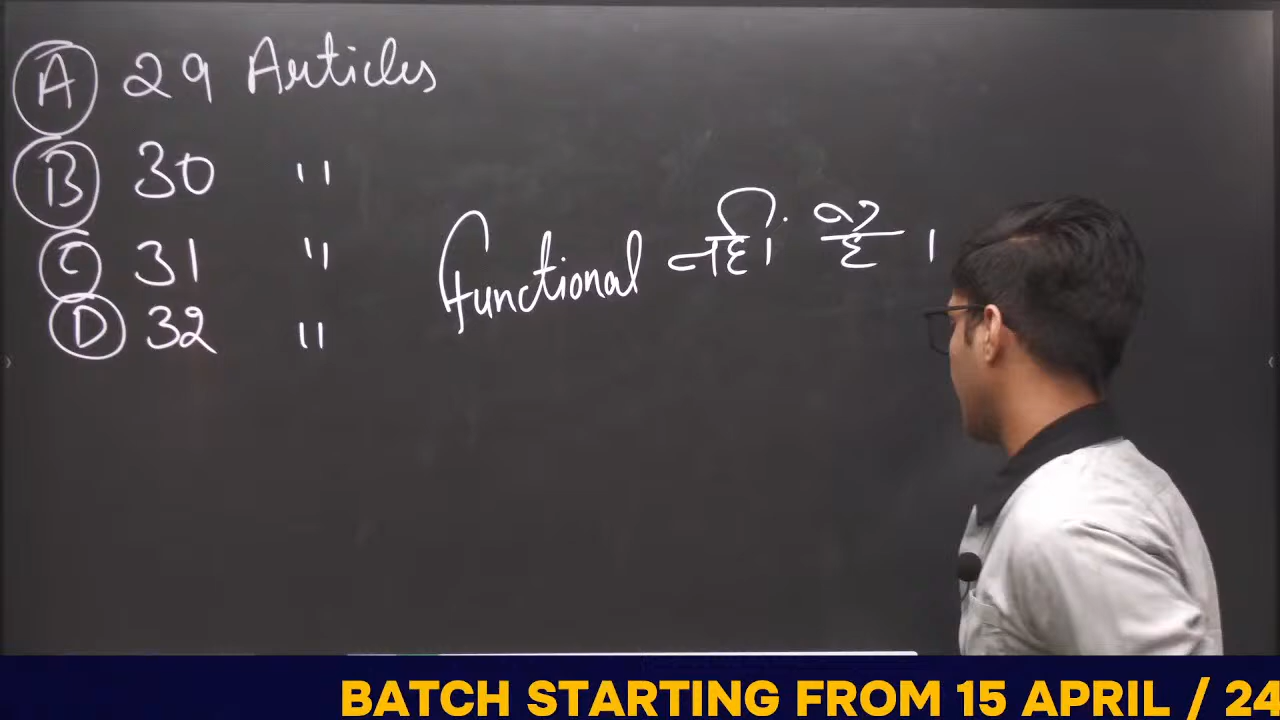 A 29 Articles
B 30 "
C 31 "
D 32 "
functional नहीं है ।
BATCH STARTING FROM 15 APRIL / 24